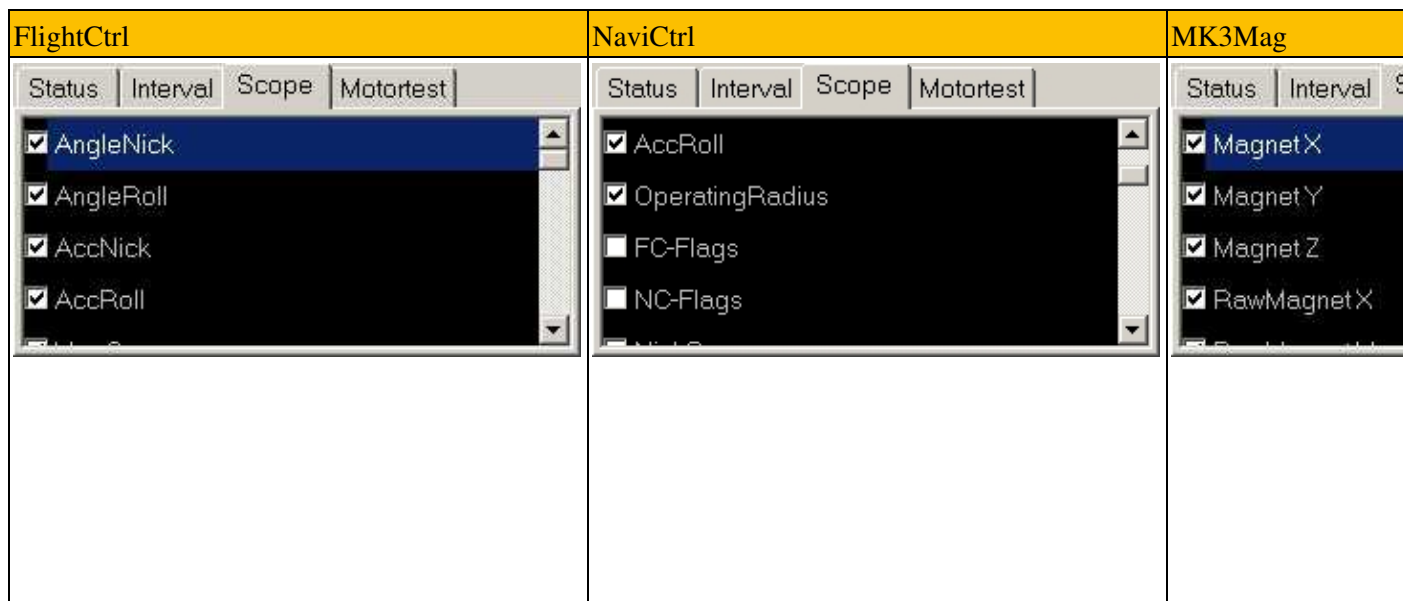 FlightCtrl
Status Interval Scope Motortest
AngleNick
AngleRoll
AccNick
AccRoll
NaviCtrl
Status Interval Scope Motortest
AccRoll
OperatingRadius
FC-Flags
NC-Flags
MK3Mag
Status Interval
MagnetX
MagnetY
MagnetZ
RawMagnetX